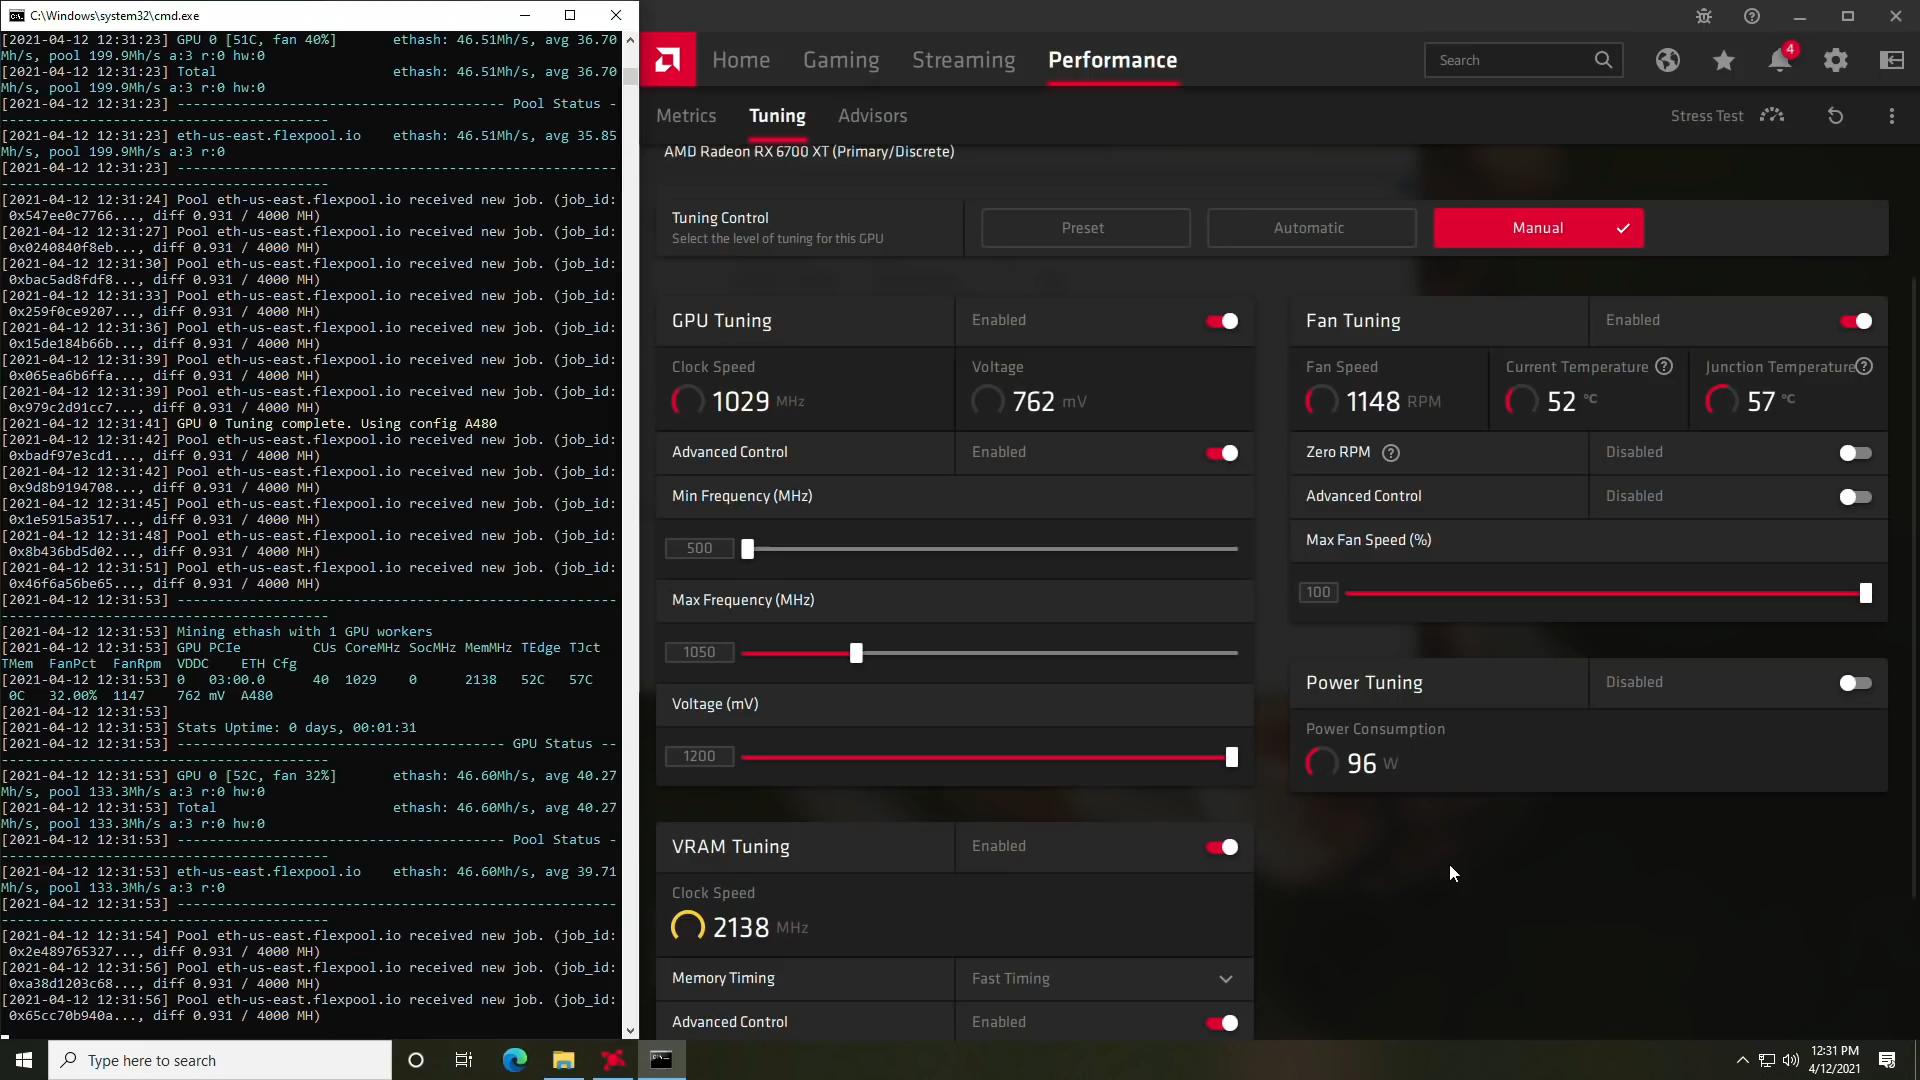 C:\Windows\system32\cmd.exe
[2021-04-12 12:31:23] GPU 0 [51C, fan 40%]       ethash: 46.51Mh/s, avg 36.70
Mh/s, pool 199.9Mh/s a:3 r:0 hw:0
[2021-04-12 12:31:23] Total                      ethash: 46.51Mh/s, avg 36.70
Mh/s, pool 199.9Mh/s a:3 r:0 hw:0
[2021-04-12 12:31:23] ----------------------------------------- Pool Status -
-----------------------------------------
[2021-04-12 12:31:23] eth-us-east.flexpool.io    ethash: 46.51Mh/s, avg 35.85
Mh/s, pool 199.9Mh/s a:3 r:0
[2021-04-12 12:31:23] -------------------------------------------------------
-----------------------------------------
[2021-04-12 12:31:24] Pool eth-us-east.flexpool.io received new job. (job_id:
0x547ee0c7766..., diff 0.931 / 4000 MH)
[2021-04-12 12:31:27] Pool eth-us-east.flexpool.io received new job. (job_id:
0x0240840f8eb..., diff 0.931 / 4000 MH)
[2021-04-12 12:31:30] Pool eth-us-east.flexpool.io received new job. (job_id:
0xbac5ad8fdf8..., diff 0.931 / 4000 MH)
[2021-04-12 12:31:33] Pool eth-us-east.flexpool.io received new job. (job_id:
0x259f0ce9207..., diff 0.931 / 4000 MH)
[2021-04-12 12:31:36] Pool eth-us-east.flexpool.io received new job. (job_id:
0x15de184b66b..., diff 0.931 / 4000 MH)
[2021-04-12 12:31:39] Pool eth-us-east.flexpool.io received new job. (job_id:
0x065ea6b6ffa..., diff 0.931 / 4000 MH)
[2021-04-12 12:31:39] Pool eth-us-east.flexpool.io received new job. (job_id:
0x979c2d91cc7..., diff 0.931 / 4000 MH)
[2021-04-12 12:31:41] GPU 0 Tuning complete. Using config A480
[2021-04-12 12:31:42] Pool eth-us-east.flexpool.io received new job. (job_id:
0xbadf97e3cd1..., diff 0.931 / 4000 MH)
[2021-04-12 12:31:42] Pool eth-us-east.flexpool.io received new job. (job_id:
0x9d8b9194708..., diff 0.931 / 4000 MH)
[2021-04-12 12:31:45] Pool eth-us-east.flexpool.io received new job. (job_id:
0x1e5915a3517..., diff 0.931 / 4000 MH)
[2021-04-12 12:31:48] Pool eth-us-east.flexpool.io received new job. (job_id:
0x8b436bd5d02..., diff 0.931 / 4000 MH)
[2021-04-12 12:31:51] Pool eth-us-east.flexpool.io received new job. (job_id:
0x46f6a56be65..., diff 0.931 / 4000 MH)
[2021-04-12 12:31:53] -------------------------------------------------------
-----------------------------------------
[2021-04-12 12:31:53] Mining ethash with 1 GPU workers
[2021-04-12 12:31:53] GPU PCIe       CUs CoreMHz SocMHz MemMHz TEdge TJct
TMem  FanPct  FanRpm  VDDC    ETH Cfg
[2021-04-12 12:31:53] 0   03:00.0    40  1029    0      2138   52C   57C
0C   32.00%  1147    762 mV  A480
[2021-04-12 12:31:53]
[2021-04-12 12:31:53] Stats Uptime: 0 days, 00:01:31
[2021-04-12 12:31:53] ----------------------------------------- GPU Status --
-----------------------------------------
[2021-04-12 12:31:53] GPU 0 [52C, fan 32%]       ethash: 46.60Mh/s, avg 40.27
Mh/s, pool 133.3Mh/s a:3 r:0 hw:0
[2021-04-12 12:31:53] Total                      ethash: 46.60Mh/s, avg 40.27
Mh/s, pool 133.3Mh/s a:3 r:0 hw:0
[2021-04-12 12:31:53] ----------------------------------------- Pool Status -
-----------------------------------------
[2021-04-12 12:31:53] eth-us-east.flexpool.io    ethash: 46.60Mh/s, avg 39.71
Mh/s, pool 133.3Mh/s a:3 r:0
[2021-04-12 12:31:53] -------------------------------------------------------
-----------------------------------------
[2021-04-12 12:31:54] Pool eth-us-east.flexpool.io received new job. (job_id:
0x2e489765327..., diff 0.931 / 4000 MH)
[2021-04-12 12:31:56] Pool eth-us-east.flexpool.io received new job. (job_id:
0xa38d1203c68..., diff 0.931 / 4000 MH)
[2021-04-12 12:31:56] Pool eth-us-east.flexpool.io received new job. (job_id:
0x65cc70b940a..., diff 0.931 / 4000 MH)
Home Gaming Streaming Performance Search 4
Metrics Tuning Advisors Stress Test
AMD Radeon RX 6700 XT (Primary/Discrete)
Tuning Control
Select the level of tuning for this GPU
Preset Automatic Manual
GPU Tuning Enabled
Clock Speed Voltage
1029 MHz 762 mV
Advanced Control Enabled
Min Frequency (MHz)
500
Max Frequency (MHz)
1050
Voltage (mV)
1200
VRAM Tuning Enabled
Clock Speed
2138 MHz
Memory Timing Fast Timing
Advanced Control Enabled
Fan Tuning Enabled
Fan Speed Current Temperature Junction Temperature
1148 RPM 52 °C 57 °C
Zero RPM Disabled
Advanced Control Disabled
Max Fan Speed (%)
100
Power Tuning Disabled
Power Consumption
96 W
Type here to search
12:31 PM
4/12/2021